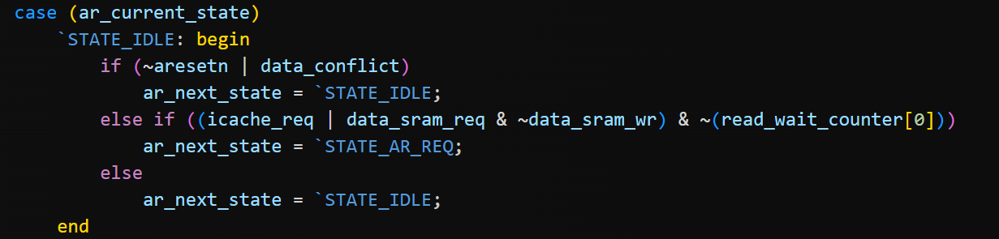 case (ar_current_state)
    `STATE_IDLE: begin
        if (~aresetn | data_conflict)
            ar_next_state = `STATE_IDLE;
        else if ((icache_req | data_sram_req & ~data_sram_wr) & ~(read_wait_counter[0]))
            ar_next_state = `STATE_AR_REQ;
        else
            ar_next_state = `STATE_IDLE;
    end